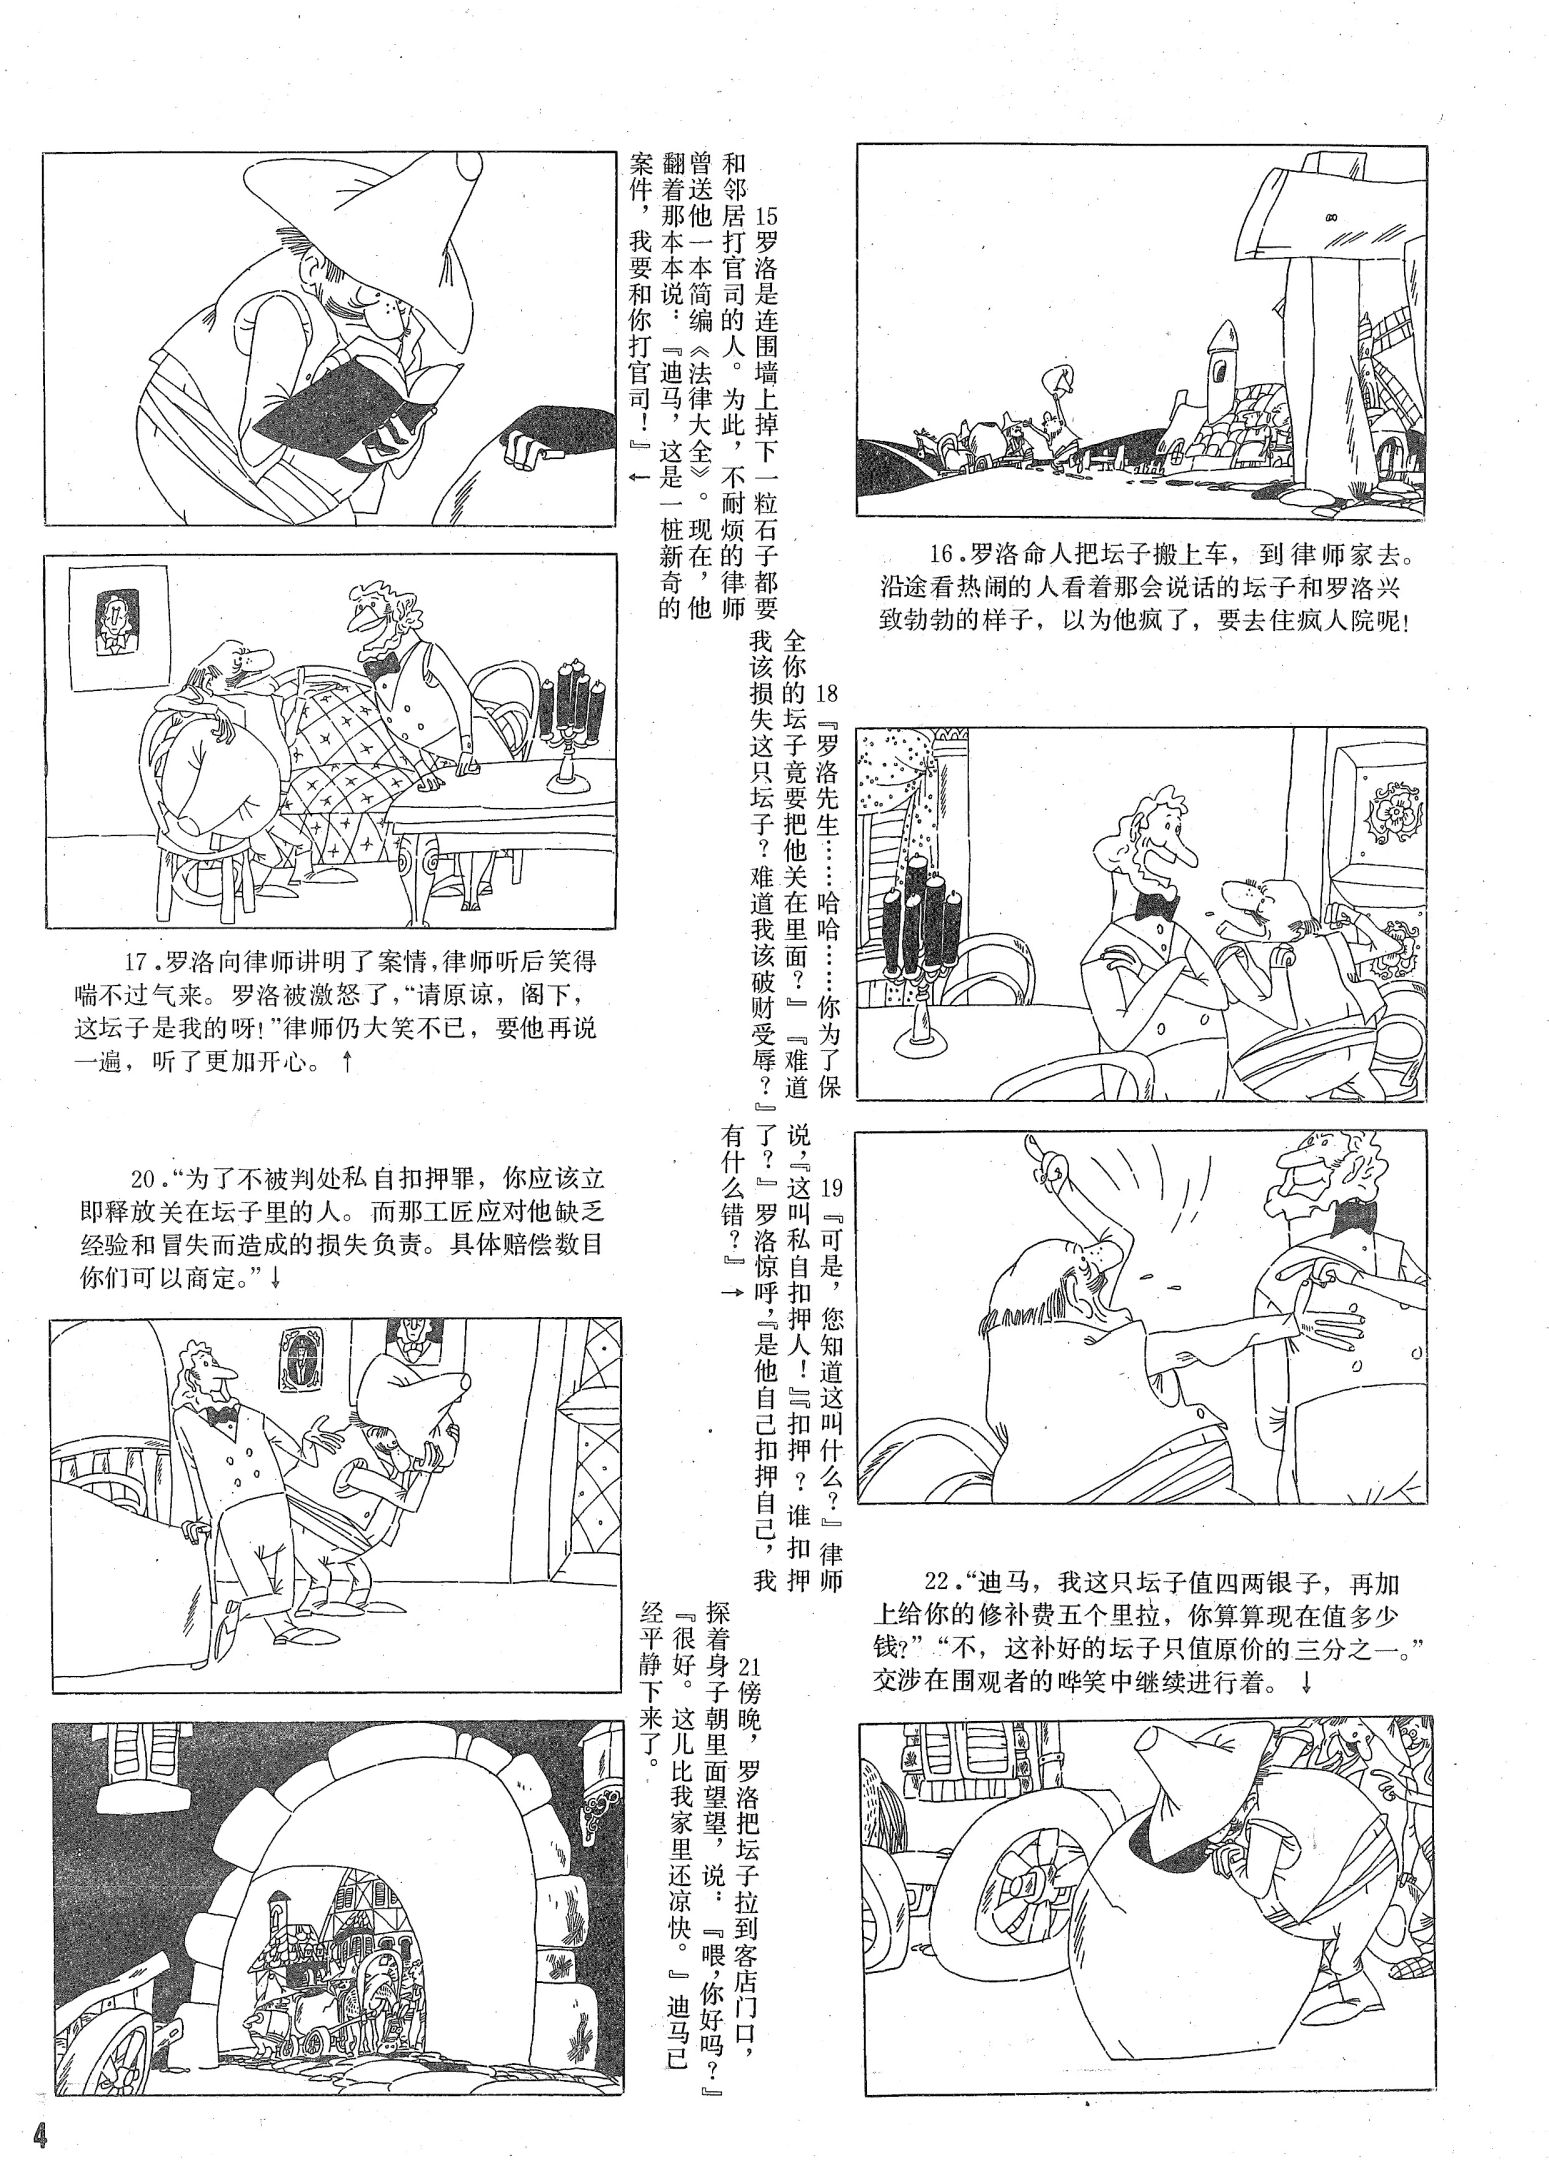 15罗洛是连围墙上掉下一粒石子都要
和邻居打官司的人。为此，不耐烦的律师
曾送他一本简编《法律大全》。现在，他
翻着那本本说：『迪马，这是一桩新奇的
案件，我要和你打官司！』←
16.罗洛命人把坛子搬上车，到律师家去。
沿途看热闹的人看着那会说话的坛子和罗洛兴
致勃勃的样子，以为他疯了，要去住疯人院呢！
17.罗洛向律师讲明了案情，律师听后笑得
喘不过气来。罗洛被激怒了，“请原谅，阁下，
这坛子是我的呀！”律师仍大笑不已，要他再说
一遍，听了更加开心。↑
18『罗洛先生……哈哈……你为了保
全你的坛子竟要把他关在里面？』『难道
我该损失这只坛子？难道我该破财受辱？』
19『可是，您知道这叫什么？』律师
说，『这叫私自扣押人！』『扣押？谁扣押
了？』罗洛惊呼，『是他自己扣押自己，我
有什么错？』→
20.“为了不被判处私自扣押罪，你应该立
即释放关在坛子里的人。而那工匠应对他缺乏
经验和冒失而造成的损失负责。具体赔偿数目
你们可以商定。”↓
21傍晚，罗洛把坛子拉到客店门口，
探着身子朝里面望望，说：『喂，你好吗？』
『很好。这儿比我家里还凉快。』迪马已
经平静下来了。
22.“迪马，我这只坛子值四两银子，再加
上给你的修补费五个里拉，你算算现在值多少
钱？”“不，这补好的坛子只值原价的三分之一。”
交涉在围观者的哗笑中继续进行着。↓
4